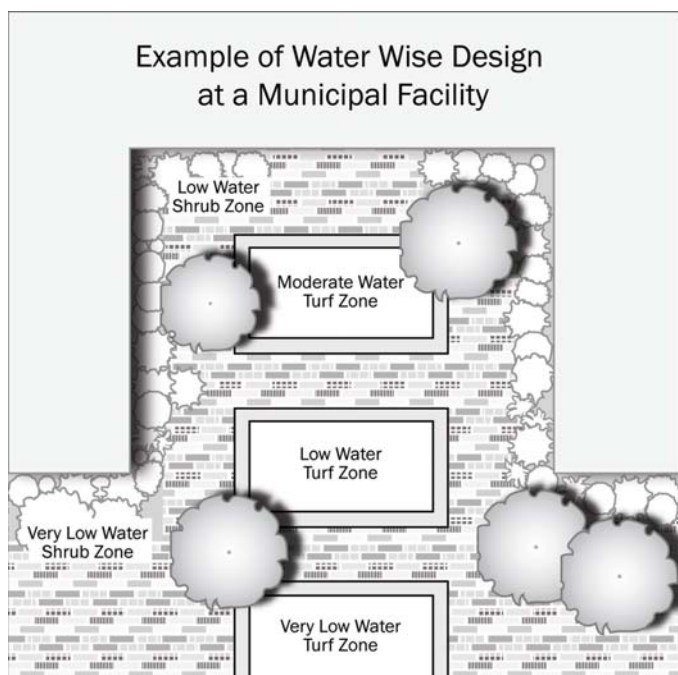 Example of Water Wise Design
at a Municipal Facility
Low Water
Shrub Zone
Moderate Water
Turf Zone
Low Water
Turf Zone
Very Low Water
Shrub Zone
Very Low Water
Turf Zone